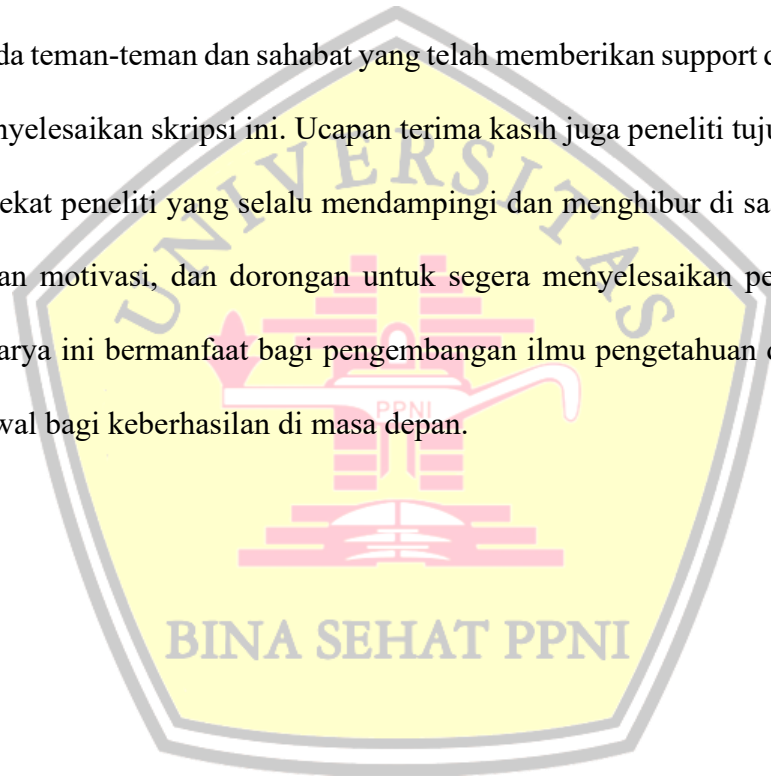 da teman-teman dan sahabat yang telah memberikan support d
nyelesaikan skripsi ini. Ucapan terima kasih juga peneliti tuju
ekat peneliti yang selalu mendampingi dan menghibur di sa
an motivasi, dan dorongan untuk segera menyelesaikan pe
arya ini bermanfaat bagi pengembangan ilmu pengetahuan d
wal bagi keberhasilan di masa depan.
UNIVERSITAS
PPNI
BINA SEHAT PPNI